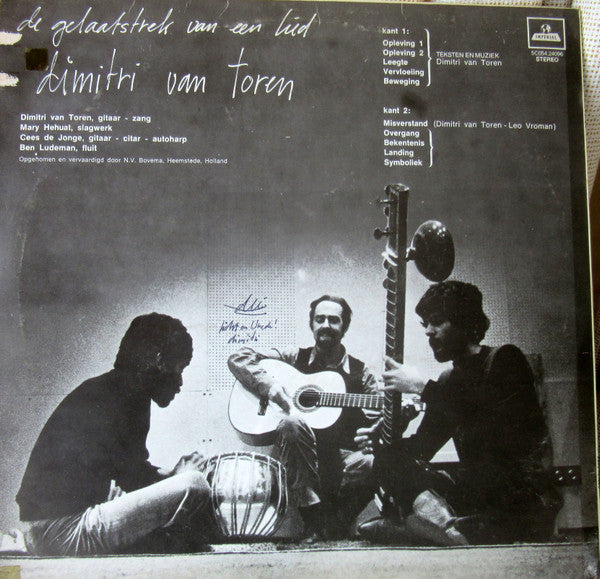 de gelaatstrek van een lied
dimitri van toren
Dimitri van Toren, gitaar - zang
Mary Hehuat, slagwerk
Cees de Jonge, gitaar - citar - autoharp
Ben Ludeman, fluit
Opgenomen en vervaardigd door N.V. Bovema, Heemstede, Holland
kant 1:
Opleving 1
Opleving 2
Leegte
Vervloeiing
Beweging
TEKSTEN EN MUZIEK
Dimitri van Toren
IMPERIAL
5C054.24096
STEREO
kant 2:
Misverstand (Dimitri van Toren - Leo Vroman)
Overgang
Bekentenis
Landing
Symboliek
dimitri